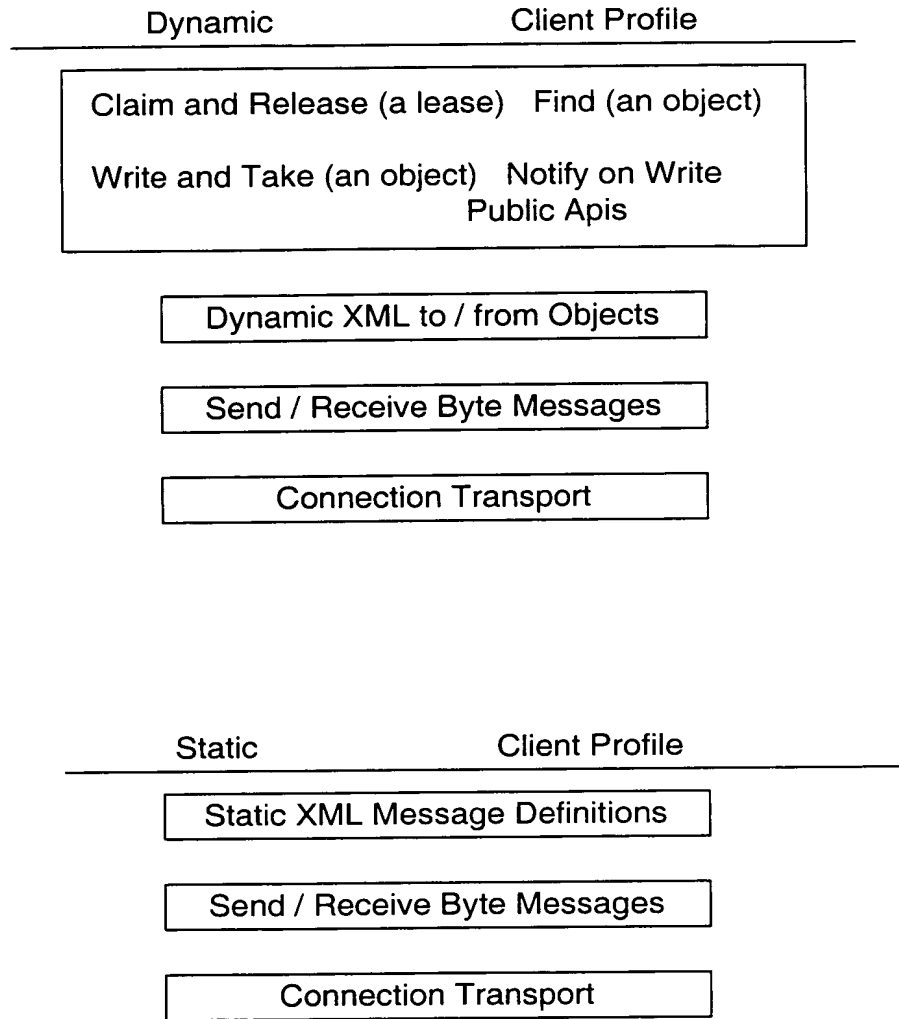 Dynamic Client Profile
Claim and Release (a lease) Find (an object)
Write and Take (an object) Notify on Write
Public Apis
Dynamic XML to / from Objects
Send / Receive Byte Messages
Connection Transport
Static Client Profile
Static XML Message Definitions
Send / Receive Byte Messages
Connection Transport